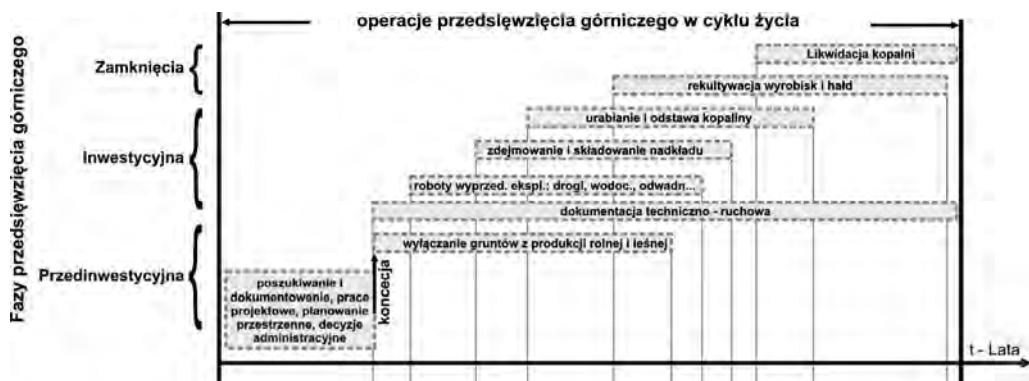 operacje przedsięwzięcia górniczego w cyklu życia
Fazy przedsięwzięcia górniczego
Zamknięcia
Likwidacja kopalni
rekultywacja wyrobisk i hałd
Inwestycyjna
urabianie i odstawa kopaliny
zdejmowanie i składowanie nadkładu
roboty wyprzed. ekspl.: drogi, wodoc., odwadn...
dokumentacja techniczno - ruchowa
Przedinwestycyjna
wyłączanie gruntów z produkcji rolnej i leśnej
poszukiwanie i
dokumentowanie, prace
projektowe, planowanie
przestrzenne, decyzje
administracyjne
koncecja
t - Lata